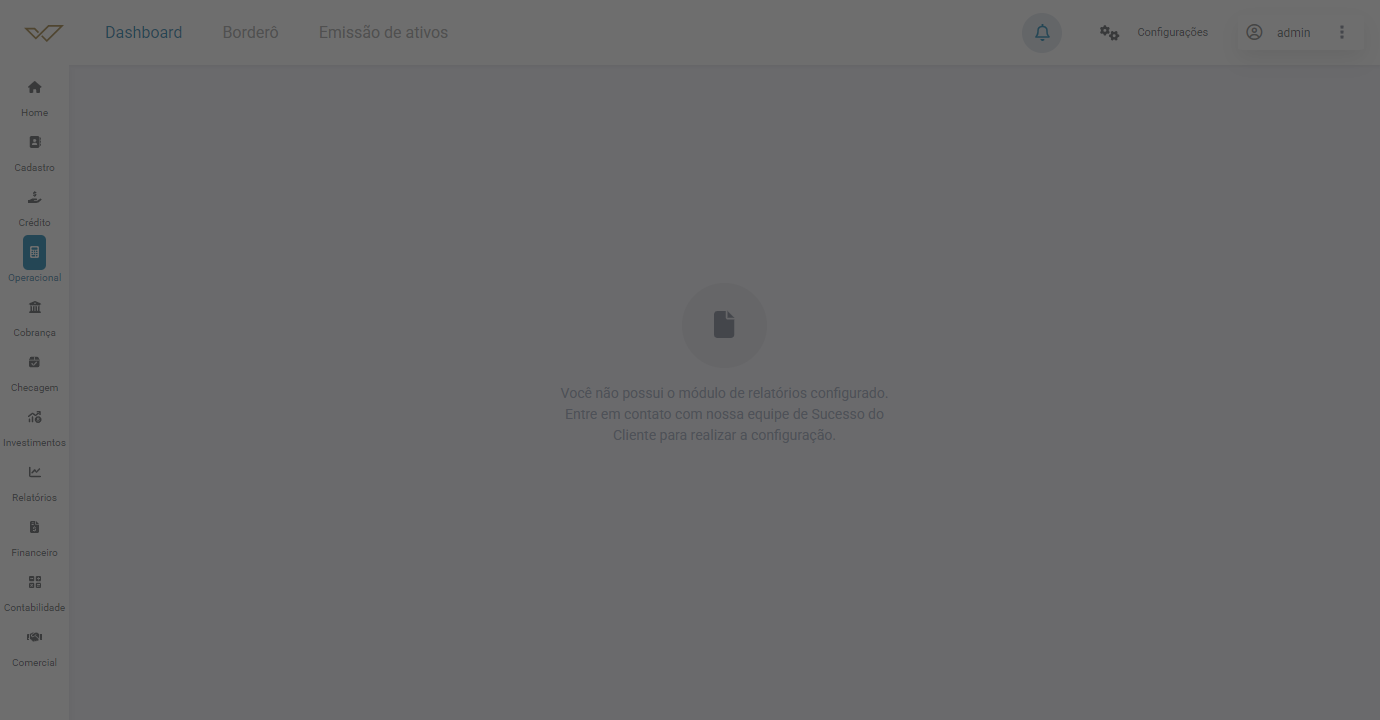 Dashboard
Borderô
Emissão de ativos
Configurações
admin
Home
Cadastro
Crédito
Operacional
Cobrança
Checagem
Investimentos
Relatórios
Financeiro
Contabilidade
Comercial
Você não possui o módulo de relatórios configurado.
Entre em contato com nossa equipe de Sucesso do
Cliente para realizar a configuração.